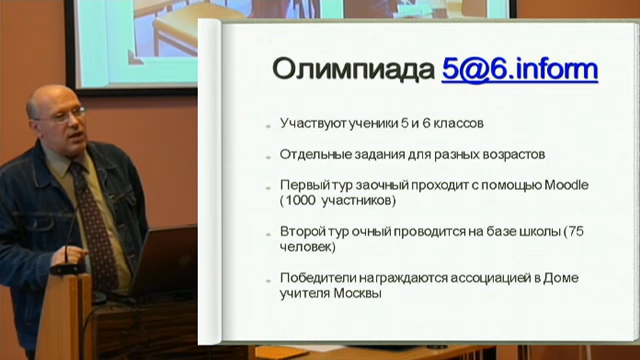 Олимпиада 5@6.inform
Участвуют ученики 5 и 6 классов
Отдельные задания для разных возрастов
Первый тур заочный проходит с помощью Moodle
(1000 участников)
Второй тур очный проводится на базе школы (75
человек)
Победители награждаются ассоциацией в Доме
учителя Москвы